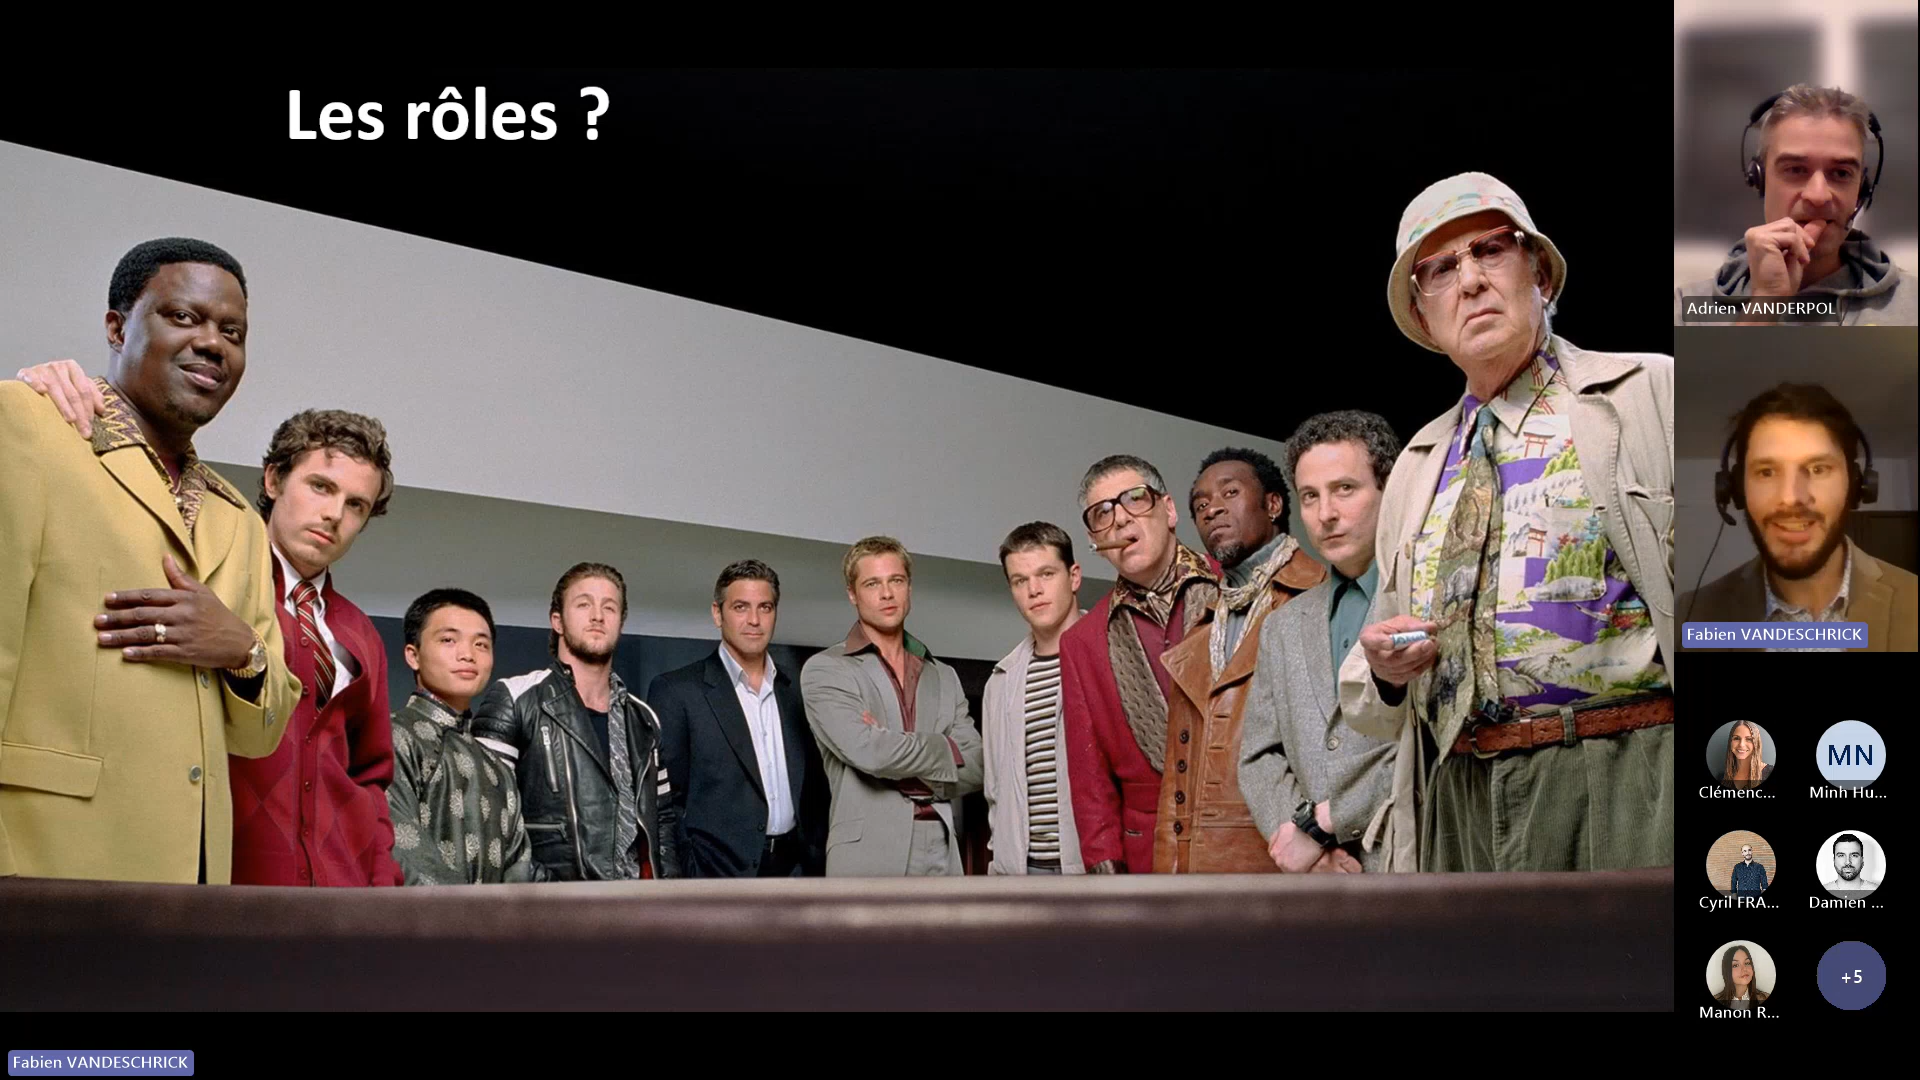 Les rôles ?
Adrien VANDERPOL
Fabien VANDESCHRICK
Clémenc...
MN
Minh Hu...
Cyril FRA...
Damien ...
Manon R...
+5
Fabien VANDESCHRICK